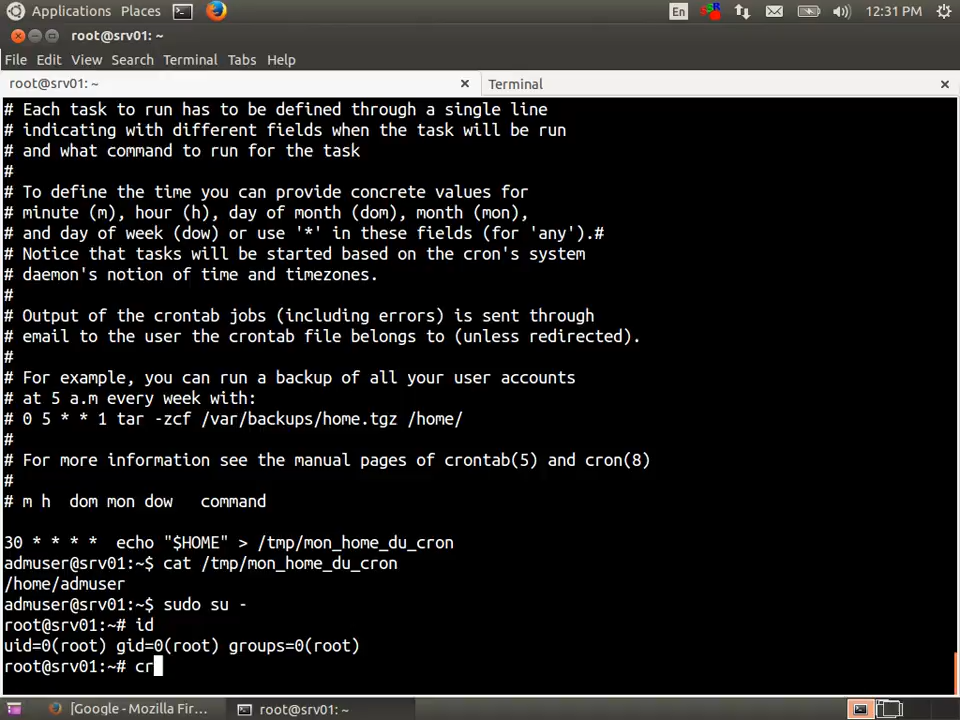 Applications Places En 12:31 PM
root@srv01: ~
File Edit View Search Terminal Tabs Help
root@srv01: ~ × Terminal ×
# Each task to run has to be defined through a single line
# indicating with different fields when the task will be run
# and what command to run for the task
#
# To define the time you can provide concrete values for
# minute (m), hour (h), day of month (dom), month (mon),
# and day of week (dow) or use '*' in these fields (for 'any').#
# Notice that tasks will be started based on the cron's system
# daemon's notion of time and timezones.
#
# Output of the crontab jobs (including errors) is sent through
# email to the user the crontab file belongs to (unless redirected).
#
# For example, you can run a backup of all your user accounts
# at 5 a.m every week with:
# 0 5 * * 1 tar -zcf /var/backups/home.tgz /home/
#
# For more information see the manual pages of crontab(5) and cron(8)
#
# m h  dom mon dow   command
30 * * * *  echo "$HOME" > /tmp/mon_home_du_cron
admuser@srv01:~$ cat /tmp/mon_home_du_cron
/home/admuser
admuser@srv01:~$ sudo su -
root@srv01:~# id
uid=0(root) gid=0(root) groups=0(root)
root@srv01:~# cr
[Google - Mozilla Fir... root@srv01: ~